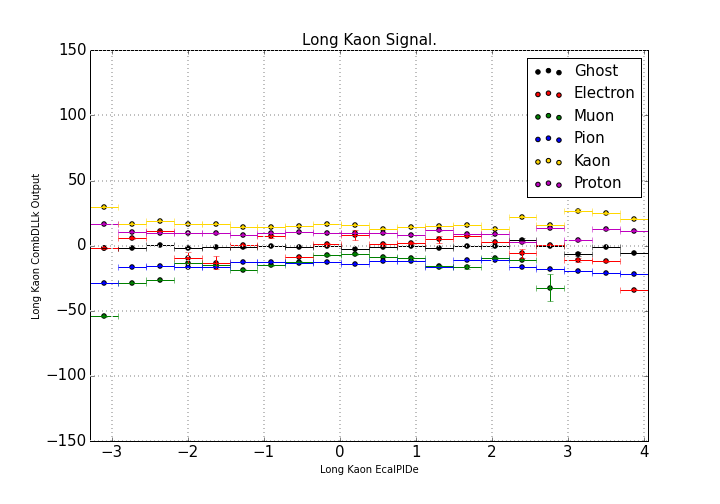 Long Kaon Signal.
150
100
50
0
−50
−100
−150
Long Kaon CombDLLk Output
Ghost
Electron
Muon
Pion
Kaon
Proton
−3 −2 −1 0 1 2 3 4
Long Kaon EcalPIDe